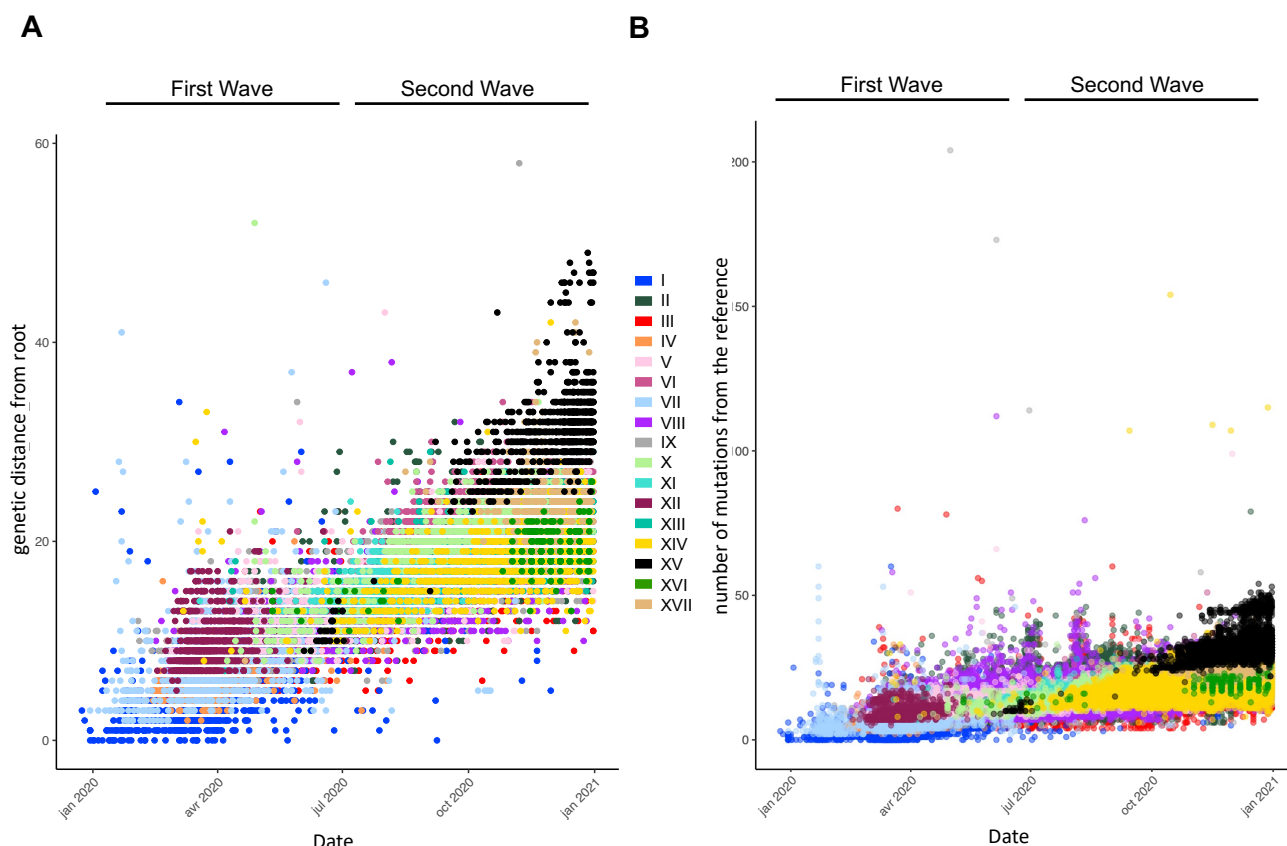 A
First Wave
Second Wave
genetic distance from root
60
40
20
0
jan 2020
avr 2020
jul 2020
oct 2020
jan 2021
Date
I
II
III
IV
V
VI
VII
VIII
IX
X
XI
XII
XIII
XIV
XV
XVI
XVII
B
First Wave
Second Wave
number of mutations from the reference
200
150
100
50
0
jan 2020
avr 2020
jul 2020
oct 2020
jan 2021
Date